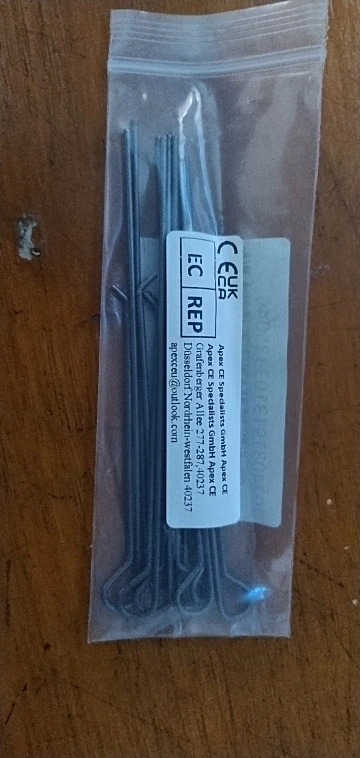 CE UK
CA
EC REP
Apex CE Specialists GmbH Apex CE
Apex CE Specialists GmbH Apex CE
Grafenberger Allee 277-287,40237
Düsseldorf Nordrhein-westfalen 40237
apexceu@outlook.com